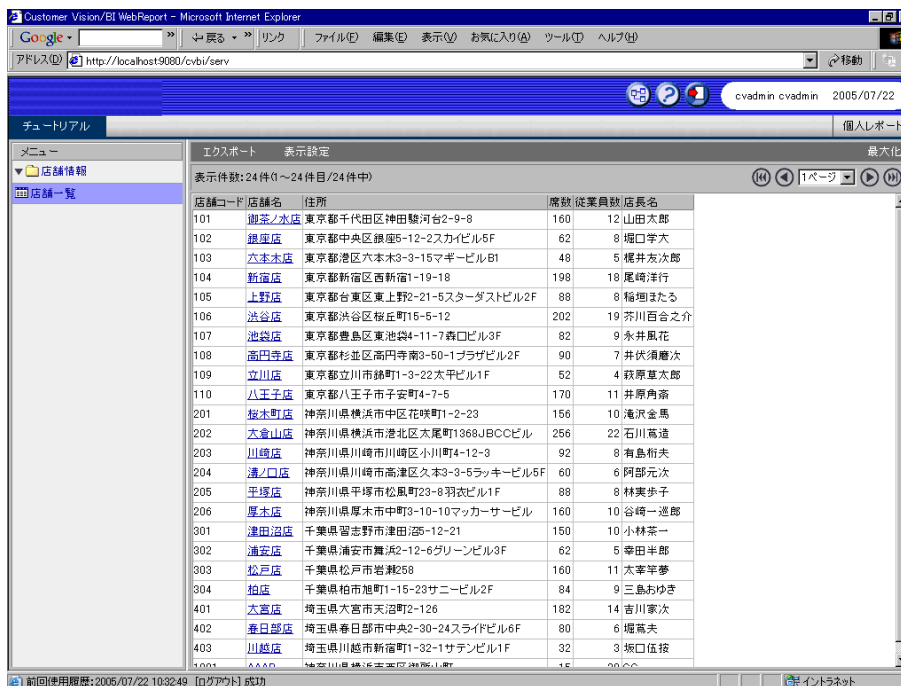 Customer Vision/BI WebReport - Microsoft Internet Explorer
Google 戻る リンク ファイル(F) 編集(E) 表示(V) お気に入り(A) ツール(T) ヘルプ(H)
アドレス(D) http://localhost:9080/cvbi/serv 移動
cvadmin cvadmin 2005/07/22
チュートリアル 個人レポート
メニュー エクスポート 表示設定 最大化
店舗情報 表示件数:24件(1~24件目/24件中) 1ページ
店舗一覧
店舗コード 店舗名 住所 席数 従業員数 店長名
101 御茶ノ水店 東京都千代田区神田駿河台2-9-8 160 12 山田太郎
102 銀座店 東京都中央区銀座5-12-2スカイビル5F 62 8 堀口学大
103 六本木店 東京都港区六本木3-3-15マギービルB1 48 5 梶井友次郎
104 新宿店 東京都新宿区西新宿1-19-18 198 18 尾崎洋行
105 上野店 東京都台東区東上野2-21-5スターダストビル2F 88 8 稲垣ほたる
106 渋谷店 東京都渋谷区桜丘町15-5-12 202 19 芥川百合之介
107 池袋店 東京都豊島区東池袋4-11-7森口ビル3F 82 9 永井風花
108 高円寺店 東京都杉並区高円寺南3-50-1プラザビル2F 90 7 井伏須磨次
109 立川店 東京都立川市錦町1-3-22太平ビル1F 52 4 萩原草太郎
110 八王子店 東京都八王子市子安町4-7-5 170 11 井原角斎
201 桜木町店 神奈川県横浜市中区花咲町1-2-23 156 10 滝沢金馬
202 大倉山店 神奈川県横浜市港北区太尾町1368JBCCビル 256 22 石川蔦造
203 川崎店 神奈川県川崎市川崎区小川町4-12-3 92 8 有島桁夫
204 溝ノ口店 神奈川県川崎市高津区久本3-3-5ラッキービル5F 60 6 阿部元次
205 平塚店 神奈川県平塚市松風町23-8羽衣ビル1F 88 8 林実歩子
206 厚木店 神奈川県厚木市中町3-10-10マッカーサービル 160 10 谷崎一巡郎
301 津田沼店 千葉県習志野市津田沼5-12-21 150 10 小林茶一
302 浦安店 千葉県浦安市舞浜2-12-6グリーンビル3F 62 5 幸田半郎
303 松戸店 千葉県松戸市岩瀬258 160 11 太宰竿夢
304 柏店 千葉県柏市旭町1-15-23サニービル2F 84 9 三島おゆき
401 大宮店 埼玉県大宮市天沼町2-126 182 14 吉川家次
402 春日部店 埼玉県春日部市中央2-30-24スライドビル6F 80 6 堀蔦夫
403 川越店 埼玉県川越市新宿町1-32-1サテンビル1F 32 3 坂口伍按
前回使用履歴:2005/07/22 10:32:49 [ログアウト] 成功 イントラネット